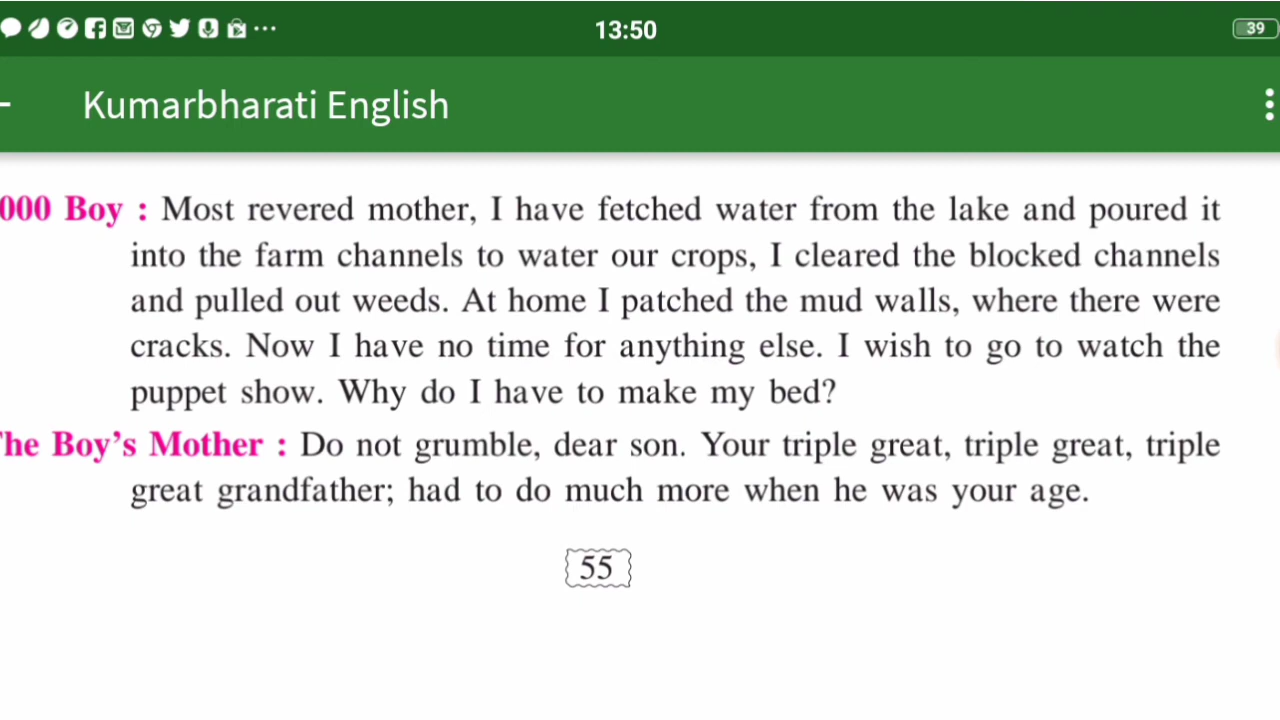 13:50
39
Kumarbharati English
000 Boy : Most revered mother, I have fetched water from the lake and poured it
into the farm channels to water our crops, I cleared the blocked channels
and pulled out weeds. At home I patched the mud walls, where there were
cracks. Now I have no time for anything else. I wish to go to watch the
puppet show. Why do I have to make my bed?
he Boy’s Mother : Do not grumble, dear son. Your triple great, triple great, triple
great grandfather; had to do much more when he was your age.
55